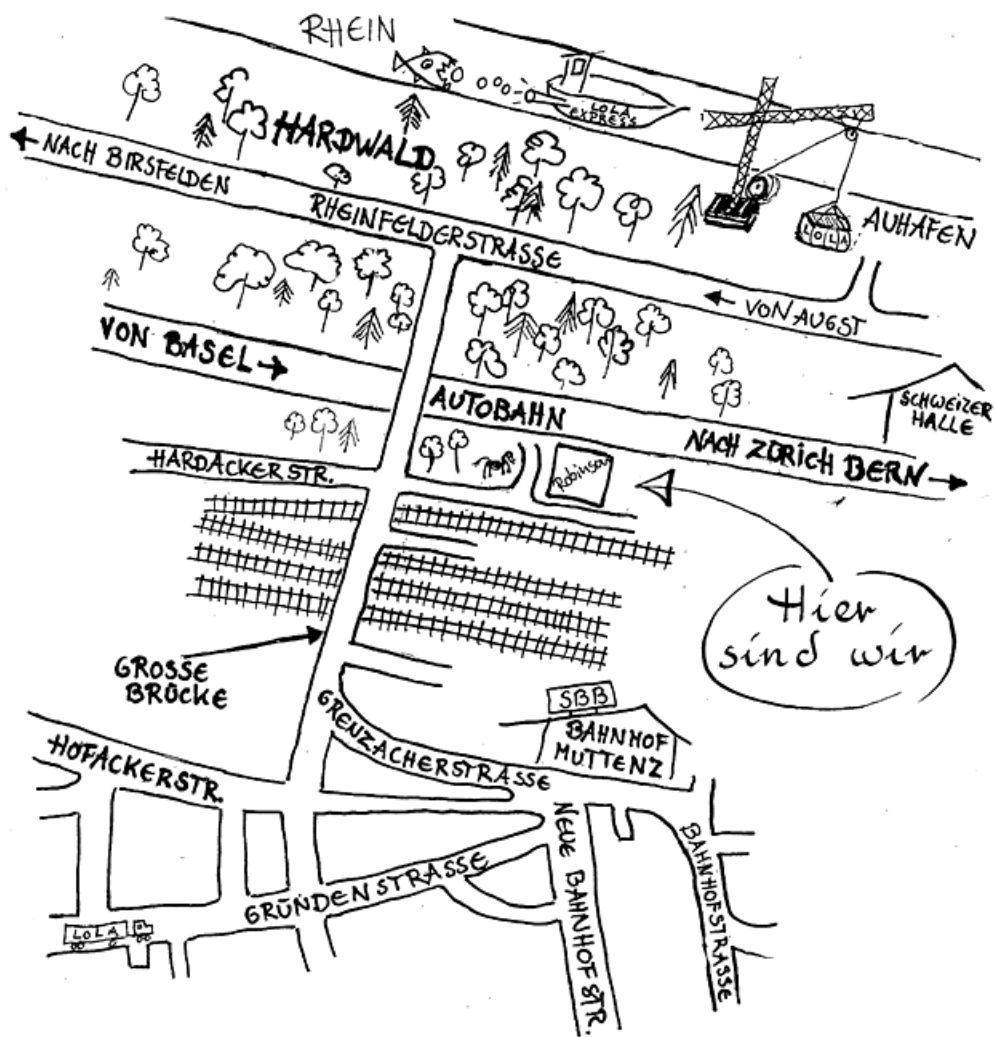 RHEIN
LOLA
EXPRESS
HARDWALD
NACH BIRSFELDEN
RHEINFELDERSTRASSE
LOLA
AUHAFEN
VON AUGST
VON BASEL
AUTOBAHN
SCHWEIZER
HALLE
NACH ZÜRICH BERN
HARDACKERSTR.
Robinson
Hier
sind wir
GROSSE
BRÜCKE
SBB
BAHNHOF
MUTTENZ
GRENZACHERSTRASSE
HOFACKERSTR.
NEUE BAHNHOFSTR.
BAHNHOFSTRASSE
GRÜNDENSTRASSE
LOLA